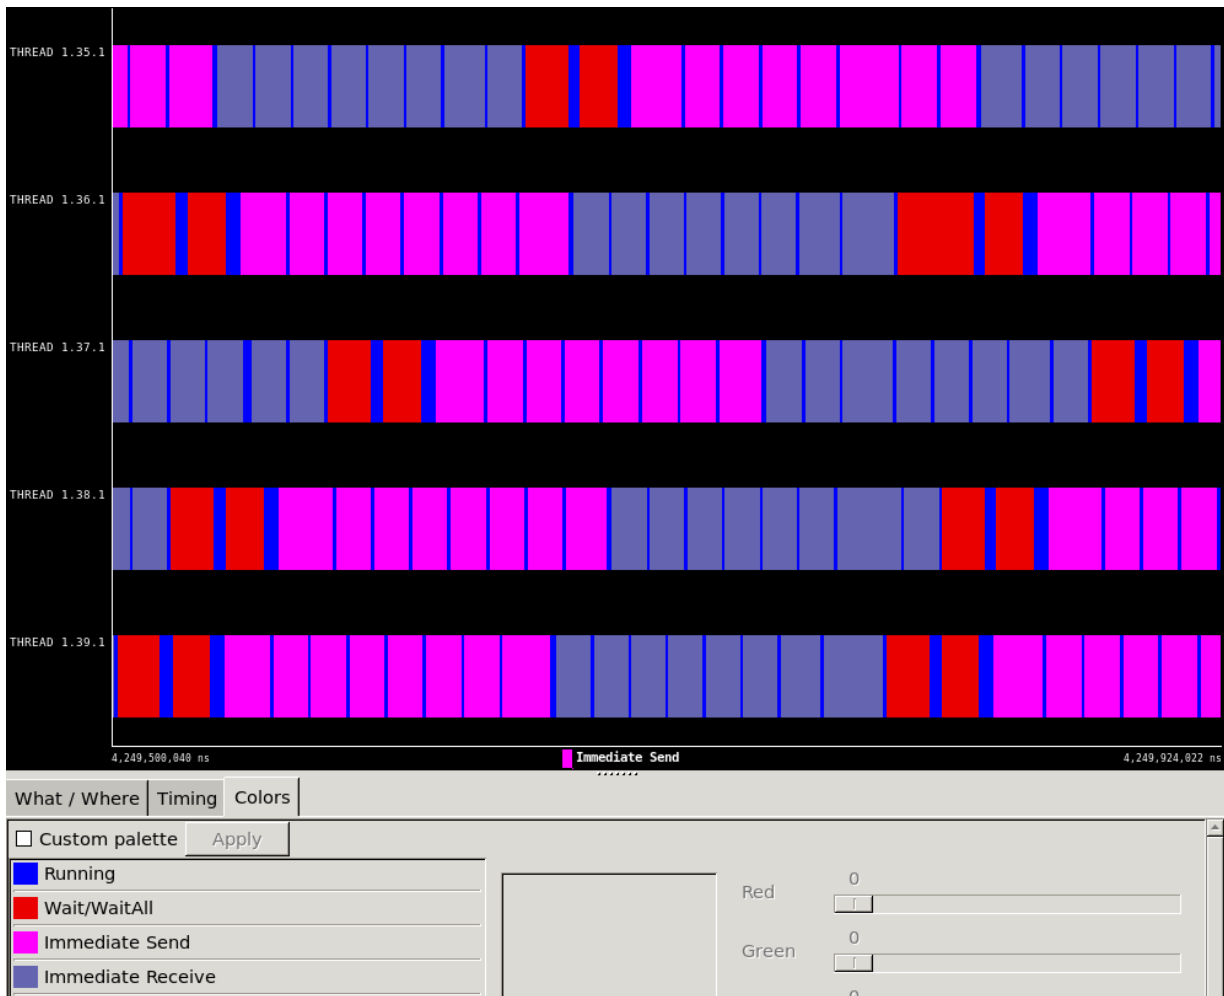 THREAD 1.35.1
THREAD 1.36.1
THREAD 1.37.1
THREAD 1.38.1
THREAD 1.39.1
4,249,500,040 ns Immediate Send 4,249,924,022 ns
What / Where Timing Colors
Custom palette Apply
Running
Wait/WaitAll
Immediate Send
Immediate Receive
0
Red
0
Green
0